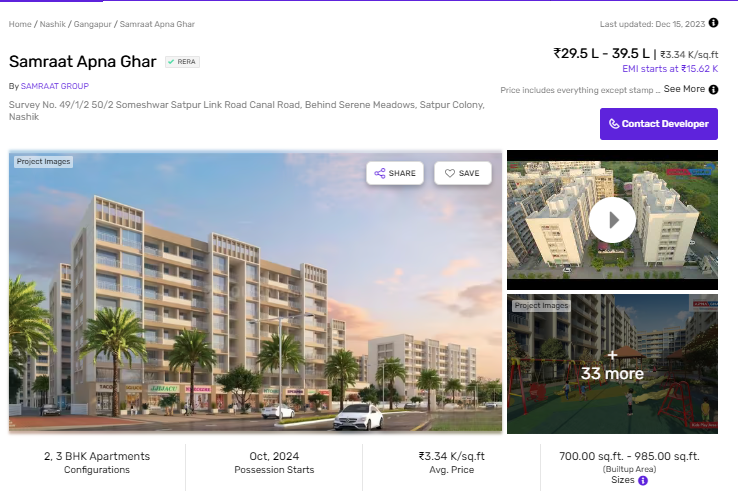 Home / Nashik / Gangapur / Samraat Apna Ghar
Last updated: Dec 15, 2023
Samraat Apna Ghar
RERA
₹29.5 L - 39.5 L | ₹3.34 K/sq.ft
EMI starts at ₹15.62 K
By SAMRAAT GROUP
Price includes everything except stamp ... See More
Survey No. 49/1/2 50/2 Someshwar Satpur Link Road Canal Road, Behind Serene Meadows, Satpur Colony,
Nashik
Contact Developer
Project Images
SHARE
SAVE
Project Images
+
33 more
2, 3 BHK Apartments
Configurations
Oct, 2024
Possession Starts
₹3.34 K/sq.ft
Avg. Price
700.00 sq.ft. - 985.00 sq.ft.
(Builtup Area)
Sizes